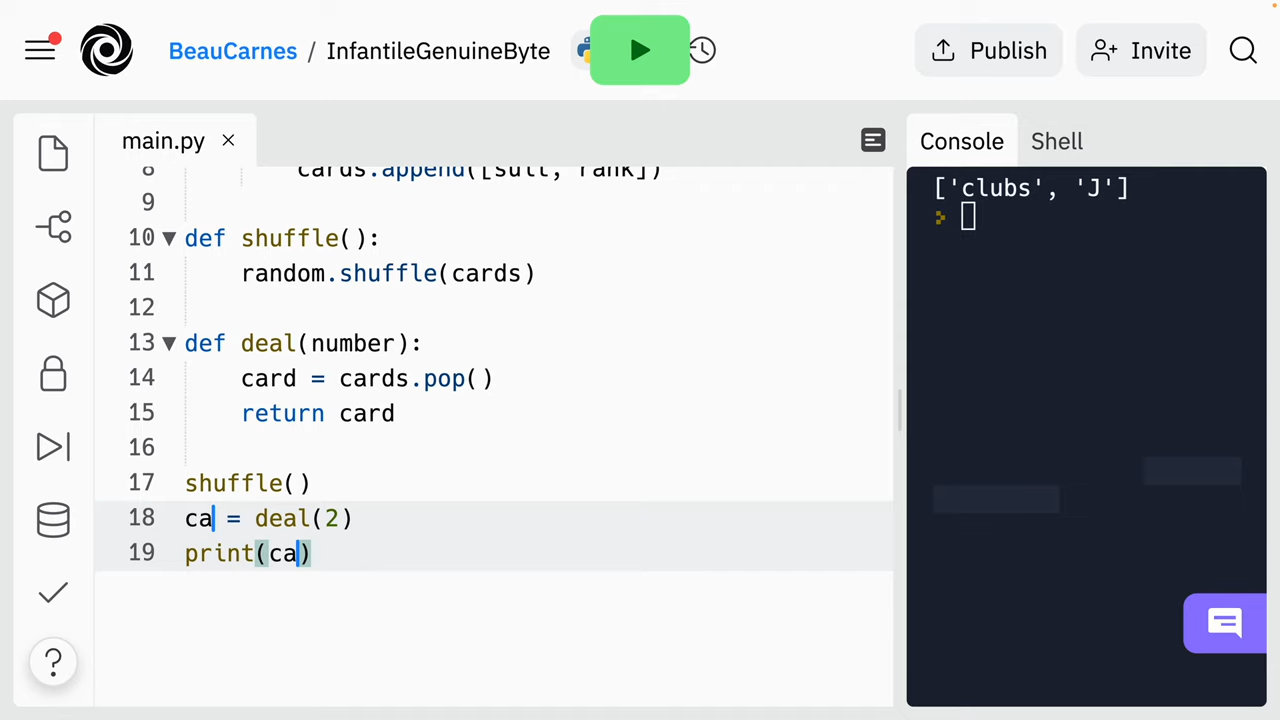 BeauCarnes / InfantileGenuineByte
Publish
Invite
main.py
Console
Shell
8 cards.append([suit, rank])
9
10 def shuffle():
11 random.shuffle(cards)
12
13 def deal(number):
14 card = cards.pop()
15 return card
16
17 shuffle()
18 ca = deal(2)
19 print(ca)
['clubs', 'J']
?